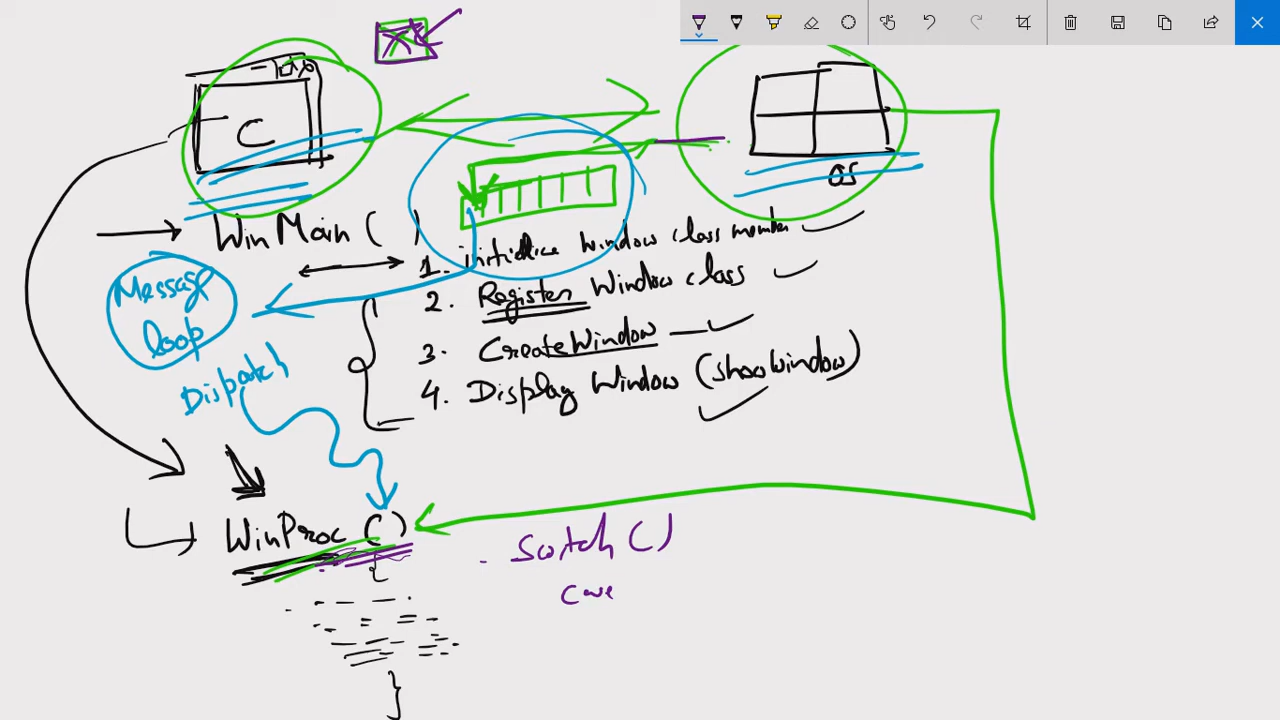 C
OS
WinMain ( )
1. initialize window class member
2. Register Window class
3. CreateWindow
4. Display Window (showWindow)
Message
loop
Dispatch
WinProc ( )
{
switch ( )
case
}